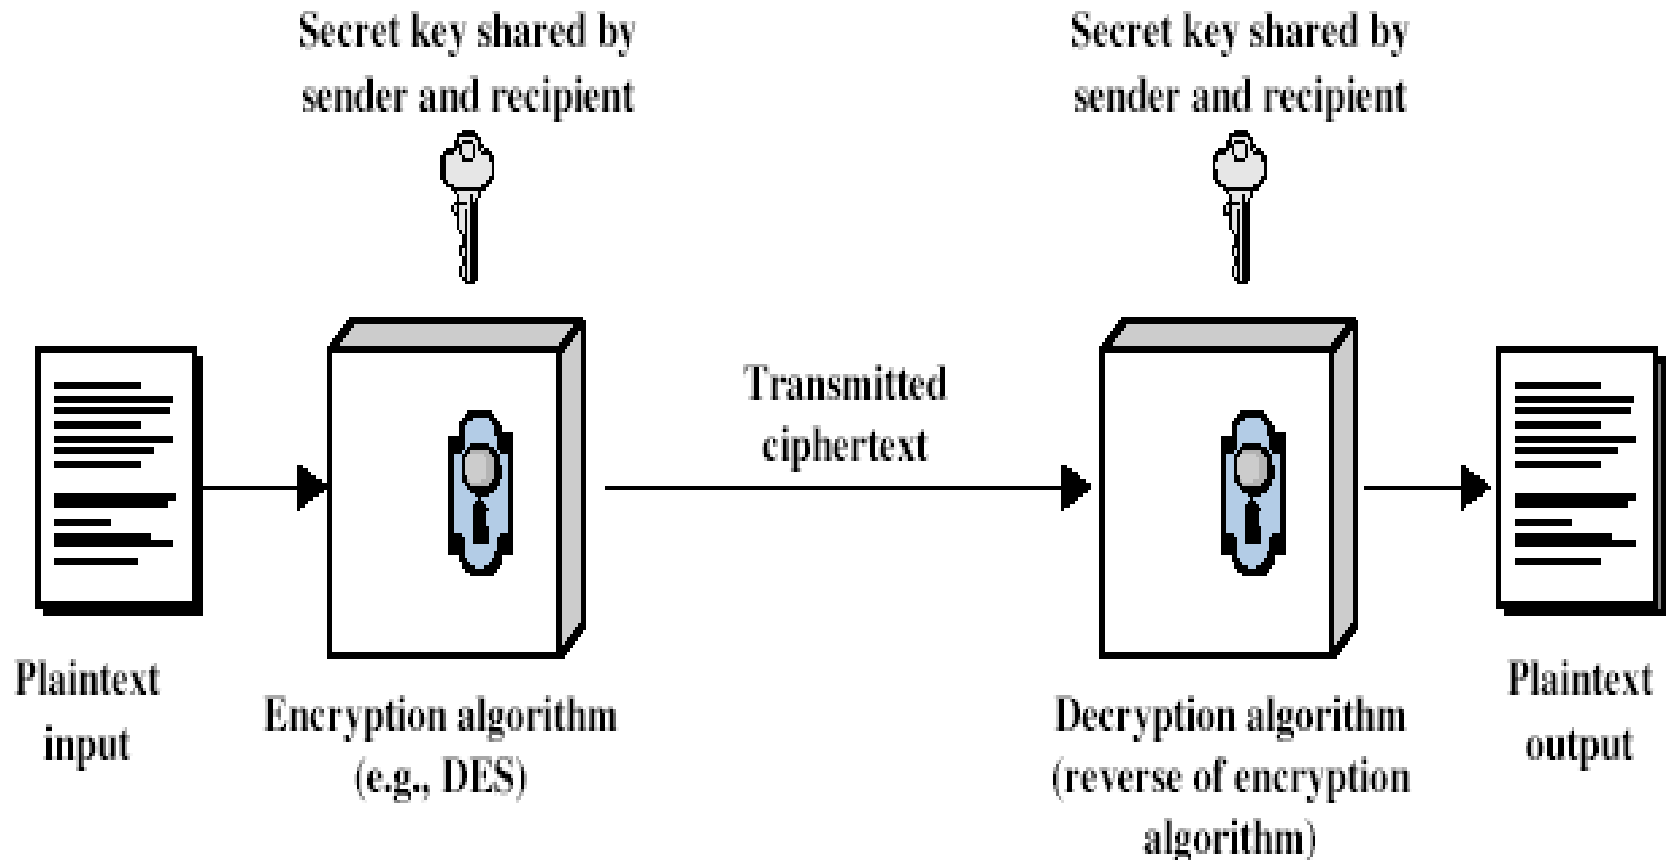 Secret key shared by
sender and recipient
Secret key shared by
sender and recipient
Transmitted
ciphertext
Plaintext
input
Encryption algorithm
(e.g., DES)
Decryption algorithm
(reverse of encryption
algorithm)
Plaintext
output